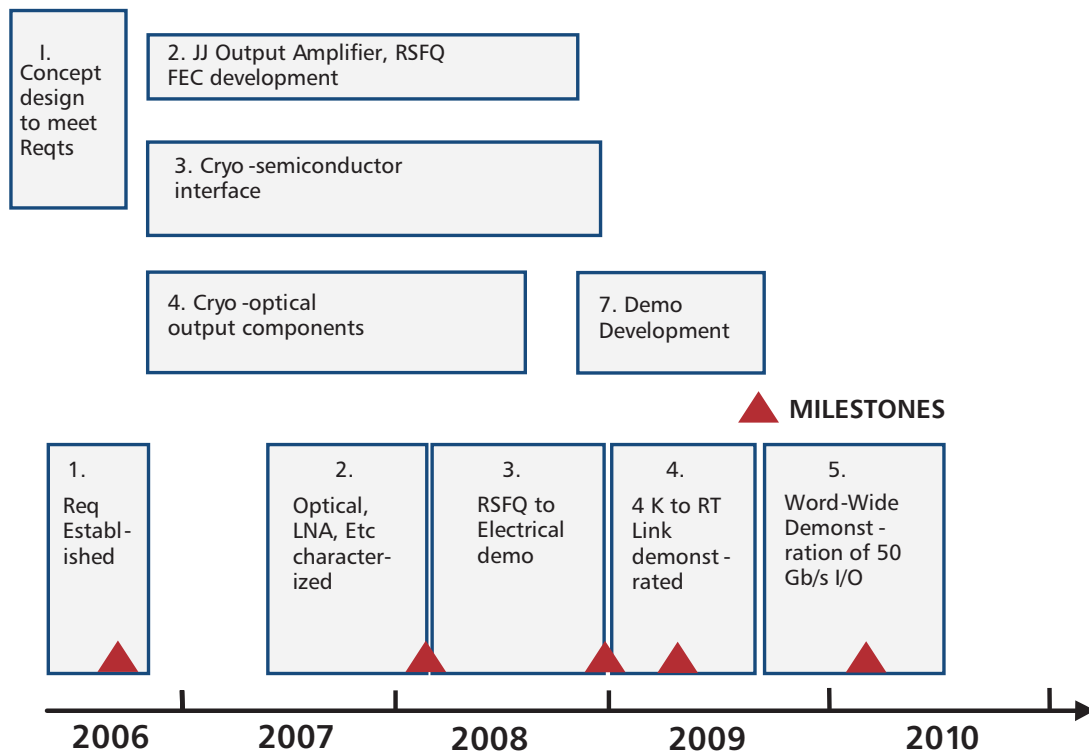 I.
Concept
design
to meet
Reqts
2. JJ Output Amplifier, RSFQ
FEC development
3. Cryo -semiconductor
interface
4. Cryo -optical
output components
7. Demo
Development
MILESTONES
1.
Req
Establ-
ished
2.
Optical,
LNA, Etc
character-
ized
3.
RSFQ to
Electrical
demo
4.
4 K to RT
Link
demonst -
rated
5.
Word-Wide
Demonst -
ration of 50
Gb/s I/O
2006 2007 2008 2009 2010